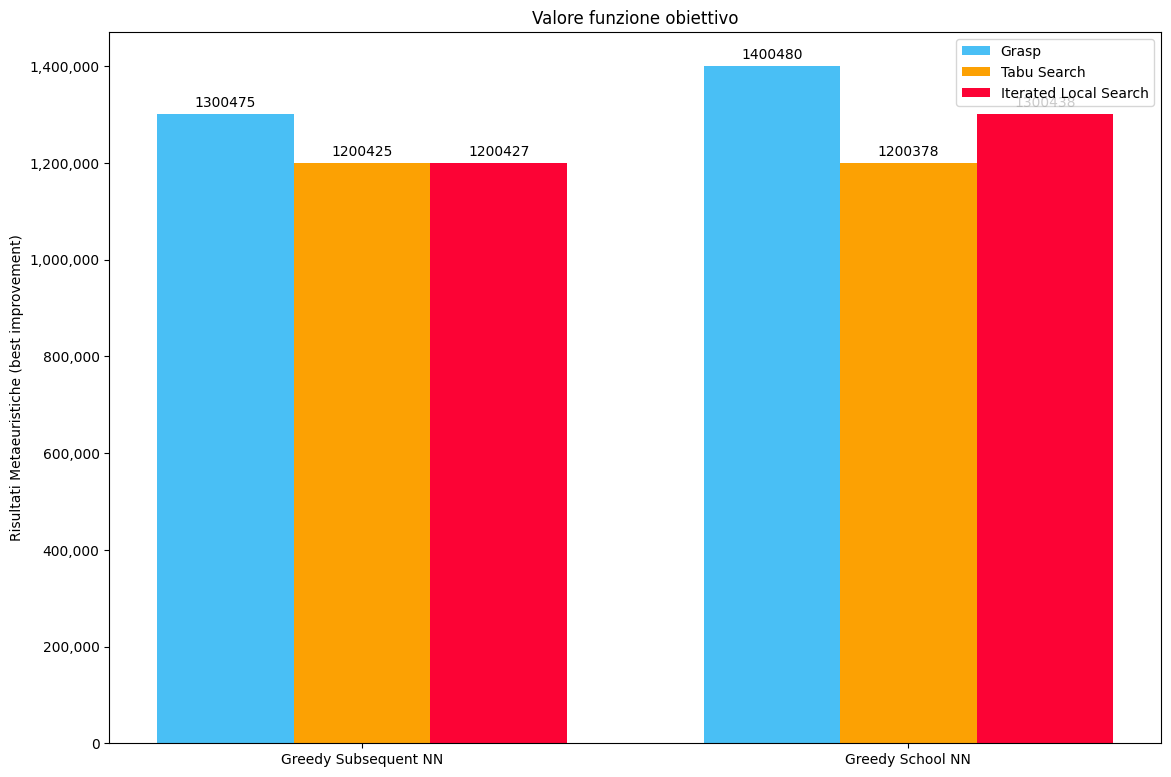 Valore funzione obiettivo
Risultati Metaeuristiche (best improvement)
1,400,000
1,200,000
1,000,000
800,000
600,000
400,000
200,000
0
1300475
1200425
1200427
1400480
1200378
1300438
Grasp
Tabu Search
Iterated Local Search
Greedy Subsequent NN
Greedy School NN